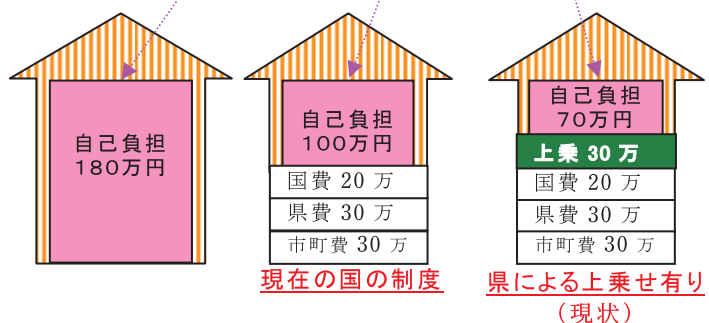 自己負担
180万円
自己負担
100万円
国費 20 万
県費 30 万
市町費 30 万
現在の国の制度
自己負担
70万円
上乗 30 万
国費 20 万
県費 30 万
市町費 30 万
県による上乗せ有り
（現状）